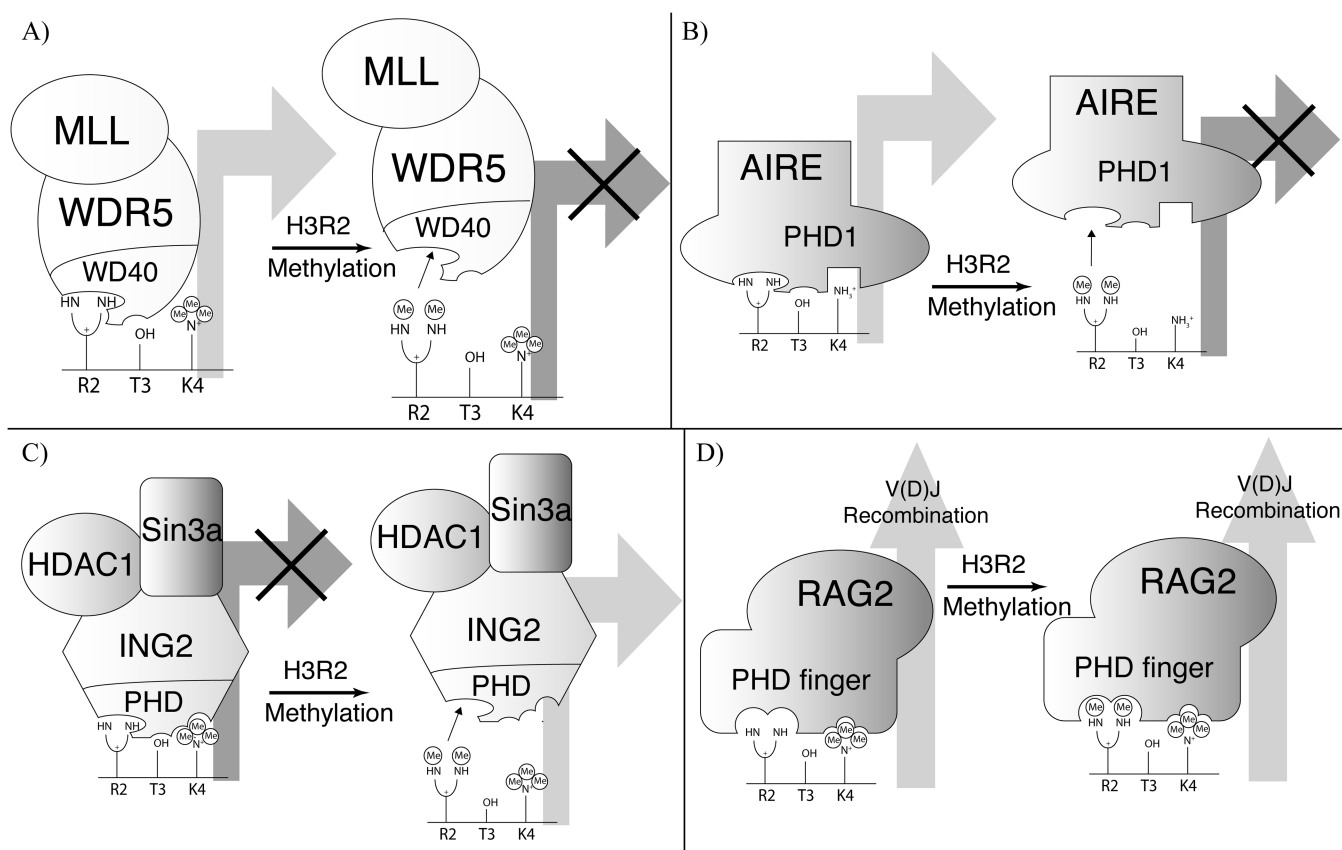 A)
MLL
WDR5
WD40
HN NH
+
OH
Me
Me Me
N+
R2 T3 K4
H3R2
Methylation
MLL
WDR5
WD40
Me Me
HN NH
+
OH
Me
Me Me
N+
R2 T3 K4
B)
AIRE
PHD1
HN NH
+
OH
NH3+
R2 T3 K4
H3R2
Methylation
AIRE
PHD1
Me Me
HN NH
+
OH
NH3+
R2 T3 K4
C)
HDAC1
Sin3a
ING2
PHD
HN NH
+
OH
Me
Me Me
N+
R2 T3 K4
H3R2
Methylation
HDAC1
Sin3a
ING2
PHD
Me Me
HN NH
+
OH
Me
Me Me
N+
R2 T3 K4
D)
V(D)J
Recombination
RAG2
PHD finger
HN NH
+
OH
Me
Me Me
N+
R2 T3 K4
H3R2
Methylation
V(D)J
Recombination
RAG2
PHD finger
Me Me
HN NH
+
OH
Me
Me Me
N+
R2 T3 K4